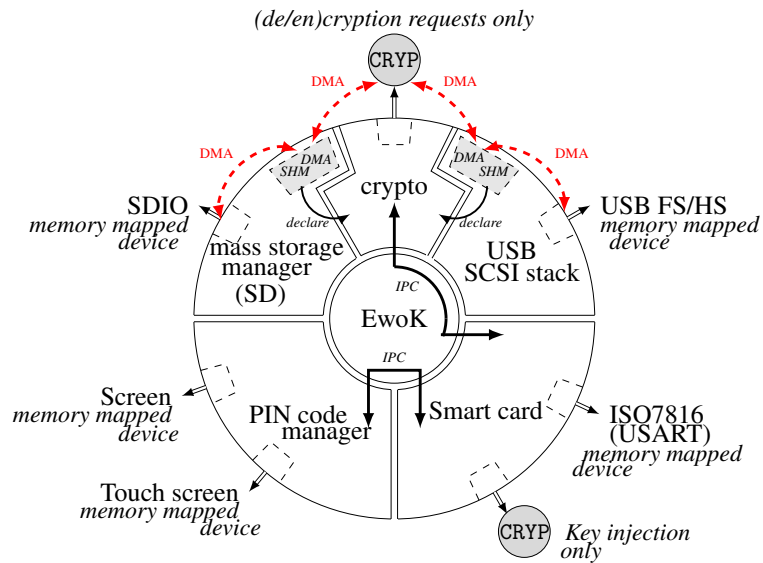 (de/en)cryption requests only
CRYP
DMA
DMA
DMA
DMA
DMA
SHM
DMA
SHM
crypto
declare
declare
SDIO
memory mapped
device
USB FS/HS
memory mapped
device
mass storage
manager
(SD)
USB
SCSI stack
IPC
EwoK
IPC
Screen
memory mapped
device
PIN code
manager
Smart card
ISO7816
(USART)
memory mapped
device
Touch screen
memory mapped
device
CRYP
Key injection
only